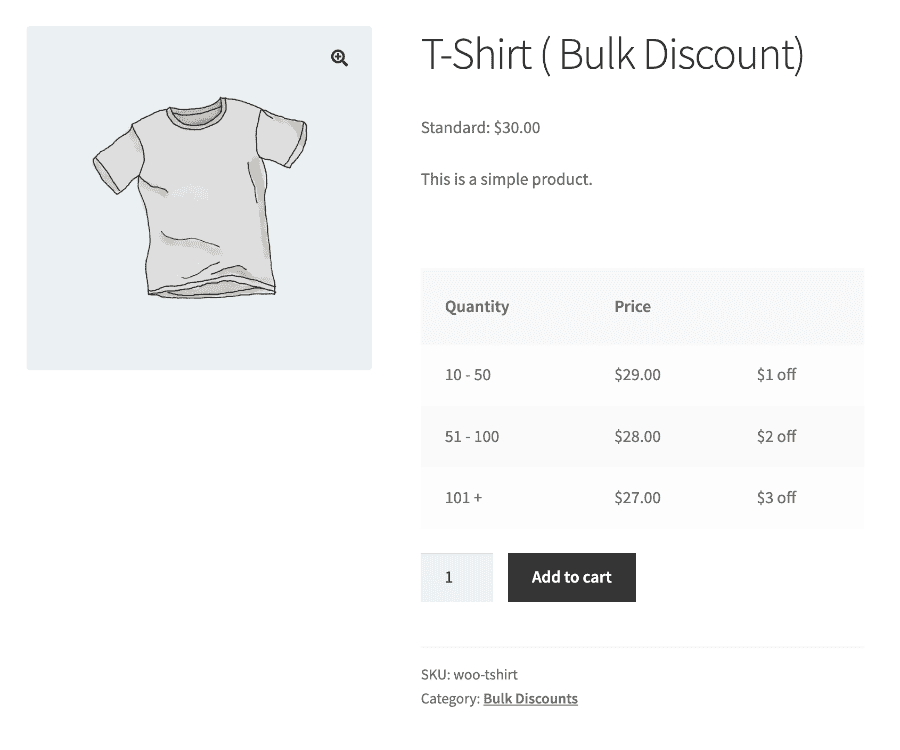 T-Shirt ( Bulk Discount)
Standard: $30.00
This is a simple product.
Quantity Price
10 - 50 $29.00 $1 off
51 - 100 $28.00 $2 off
101 + $27.00 $3 off
1 Add to cart
SKU: woo-tshirt
Category: Bulk Discounts